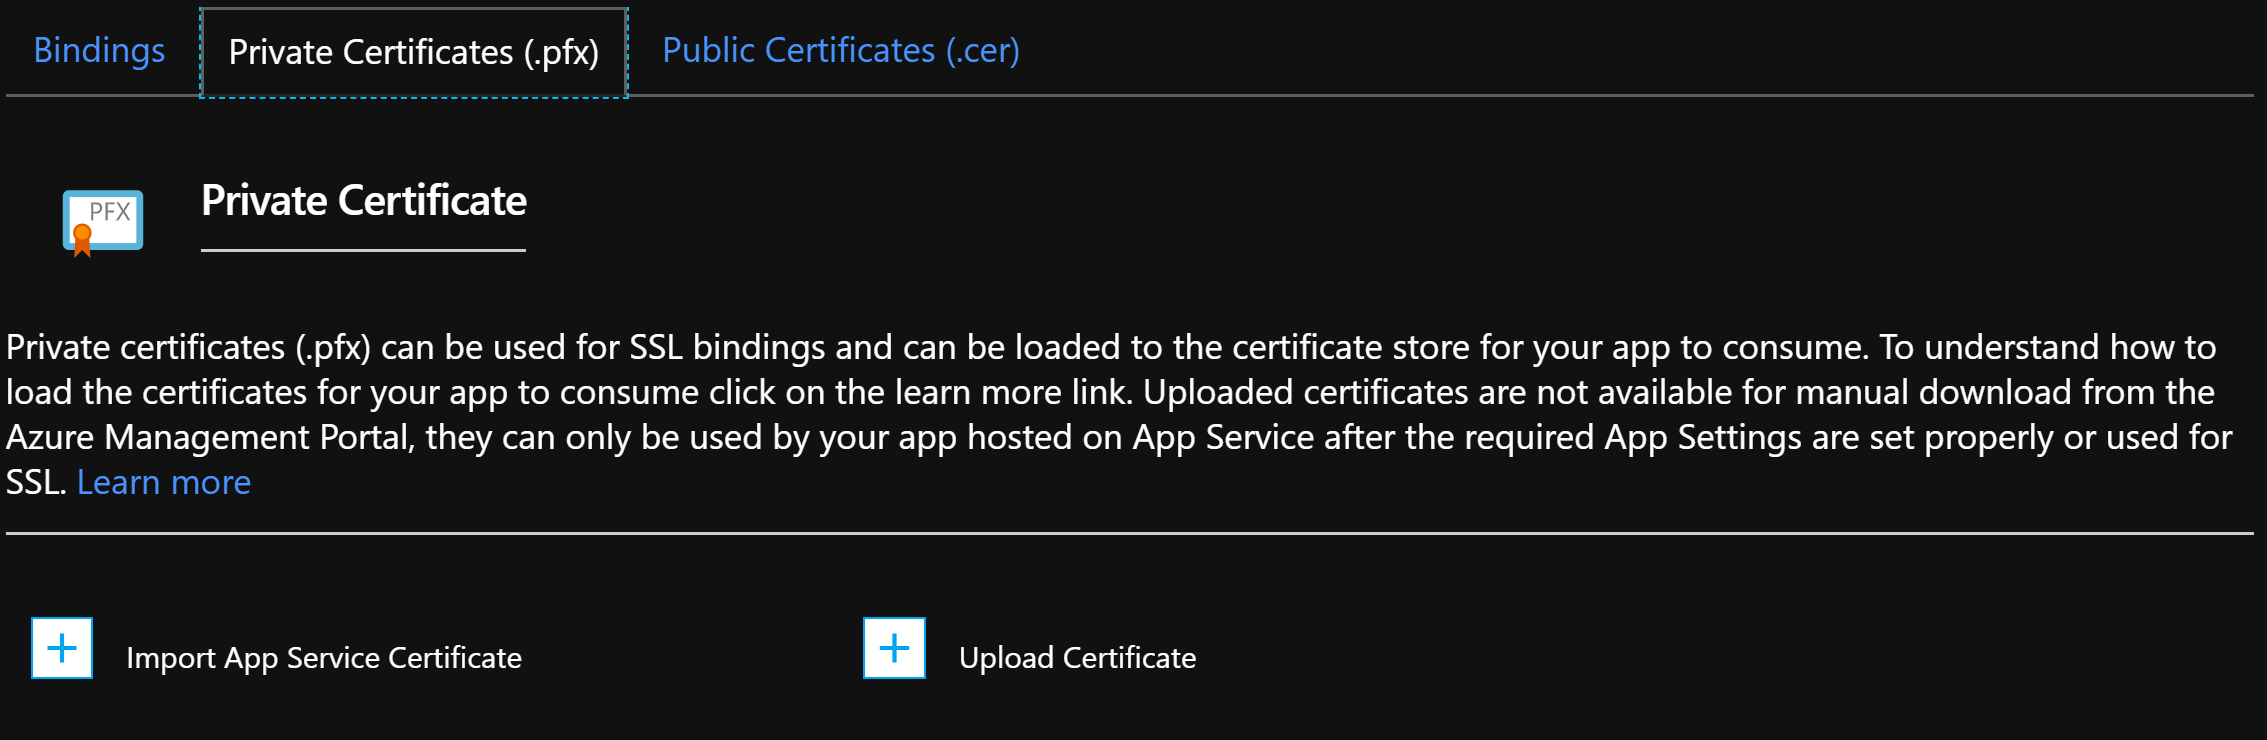 Bindings
Private Certificates (.pfx)
Public Certificates (.cer)
PFX
Private Certificate
Private certificates (.pfx) can be used for SSL bindings and can be loaded to the certificate store for your app to consume. To understand how to
load the certificates for your app to consume click on the learn more link. Uploaded certificates are not available for manual download from the
Azure Management Portal, they can only be used by your app hosted on App Service after the required App Settings are set properly or used for
SSL. Learn more
Import App Service Certificate
Upload Certificate